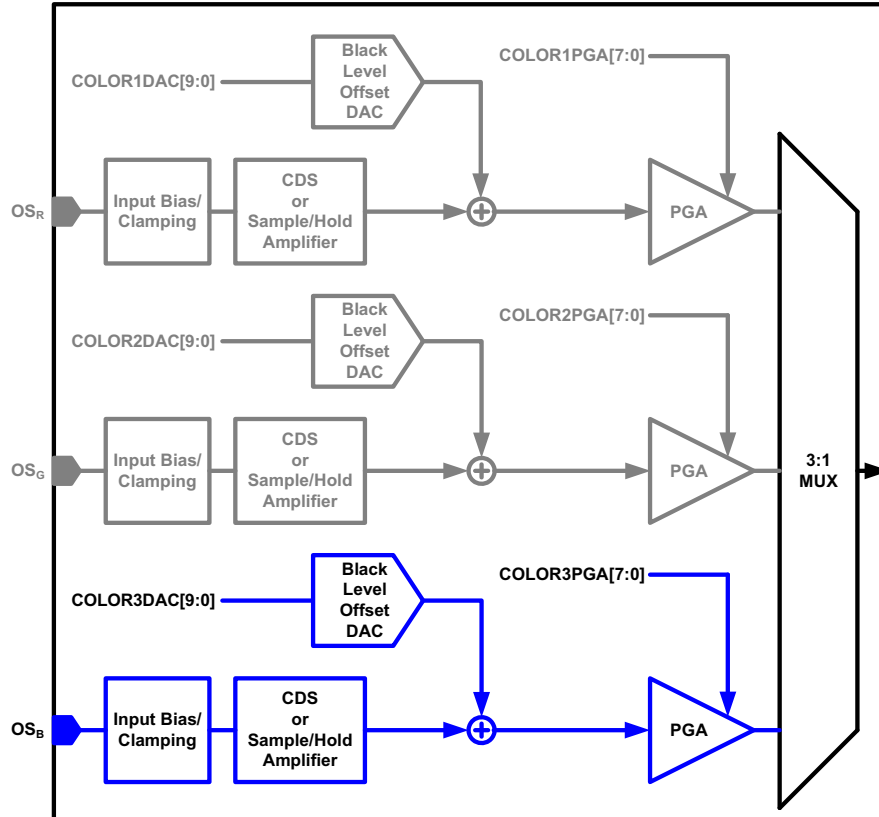 Black
Level
Offset
DAC
COLOR1DAC[9:0]
COLOR1PGA[7:0]
OSR
Input Bias/
Clamping
CDS
or
Sample/Hold
Amplifier
PGA
Black
Level
Offset
DAC
COLOR2DAC[9:0]
COLOR2PGA[7:0]
OSG
Input Bias/
Clamping
CDS
or
Sample/Hold
Amplifier
PGA
3:1
MUX
Black
Level
Offset
DAC
COLOR3DAC[9:0]
COLOR3PGA[7:0]
OSB
Input Bias/
Clamping
CDS
or
Sample/Hold
Amplifier
PGA